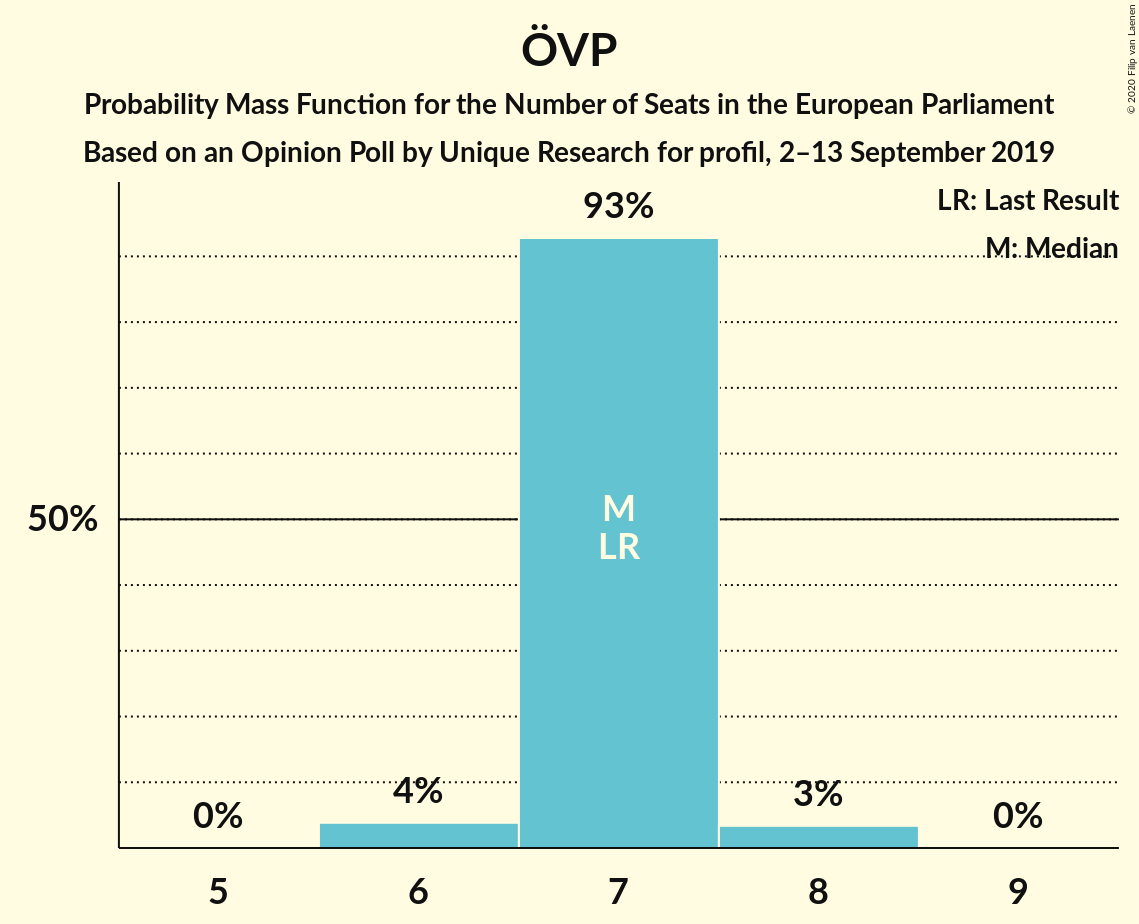 ÖVP
Probability Mass Function for the Number of Seats in the European Parliament
Based on an Opinion Poll by Unique Research for profil, 2–13 September 2019
© 2020 Filip van Laenen
LR: Last Result
M: Median
93%
50%
M
LR
4%
3%
0%
0%
5 6 7 8 9